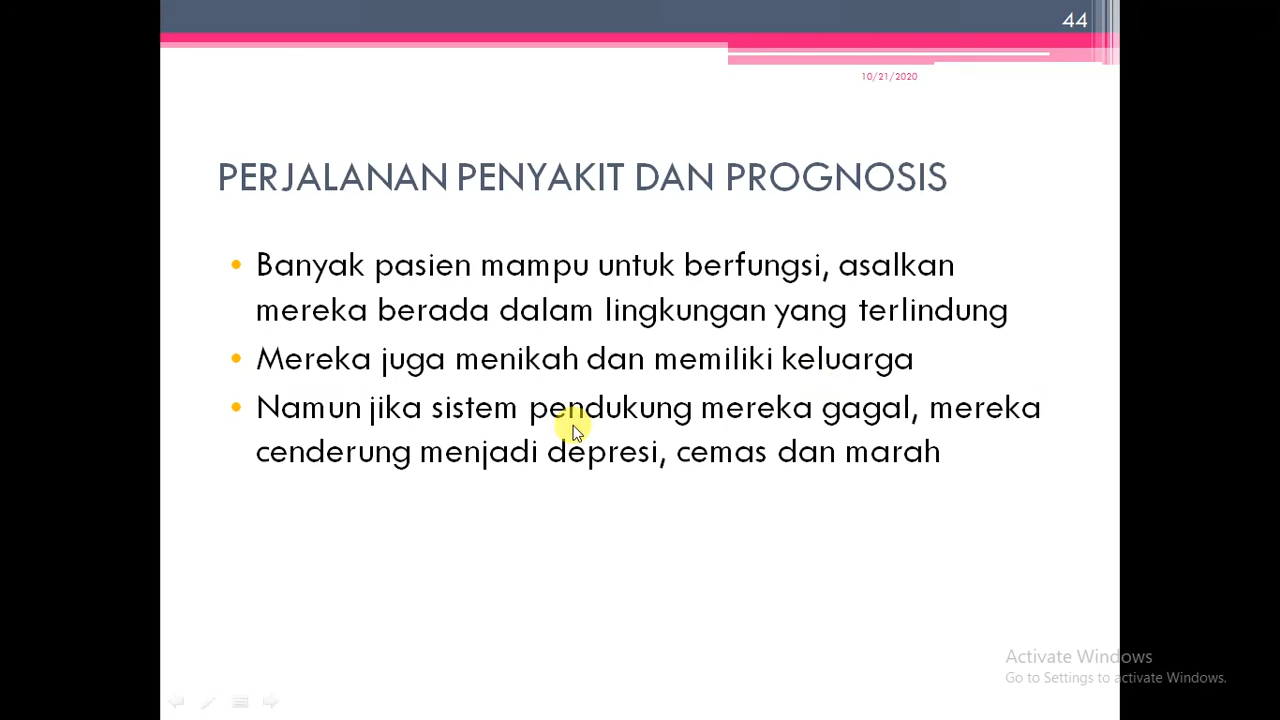 44
10/21/2020
PERJALANAN PENYAKIT DAN PROGNOSIS
• Banyak pasien mampu untuk berfungsi, asalkan
mereka berada dalam lingkungan yang terlindung
• Mereka juga menikah dan memiliki keluarga
• Namun jika sistem pendukung mereka gagal, mereka
cenderung menjadi depresi, cemas dan marah
Activate Windows
Go to Settings to activate Windows.